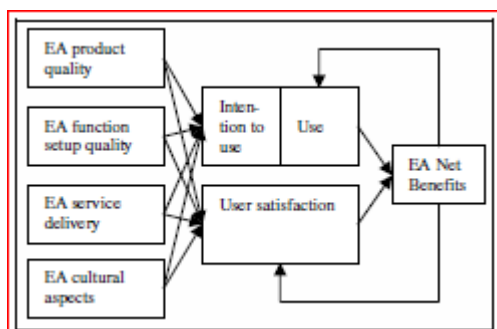 EA product
quality
EA function
setup quality
EA service
delivery
EA cultural
aspects
Inten-
tion to
use
Use
User satisfaction
EA Net
Benefits